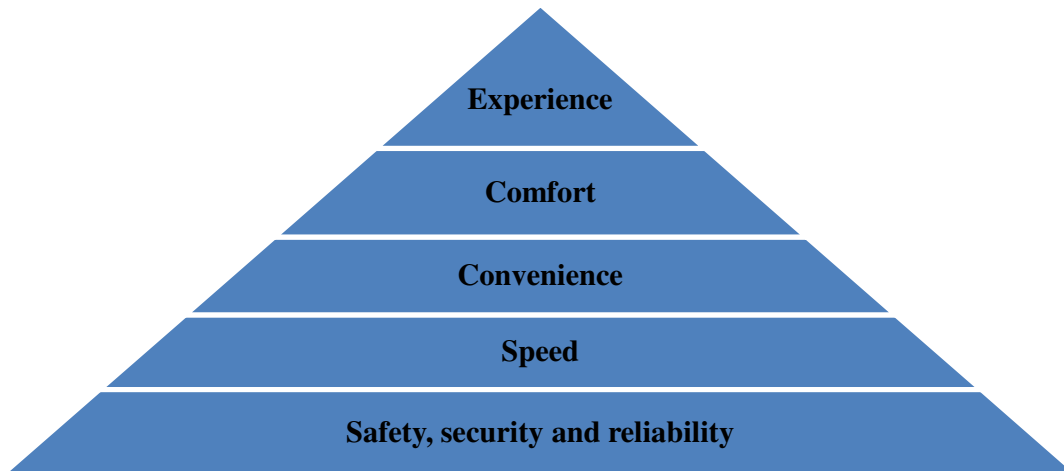 Experience
Comfort
Convenience
Speed
Safety, security and reliability